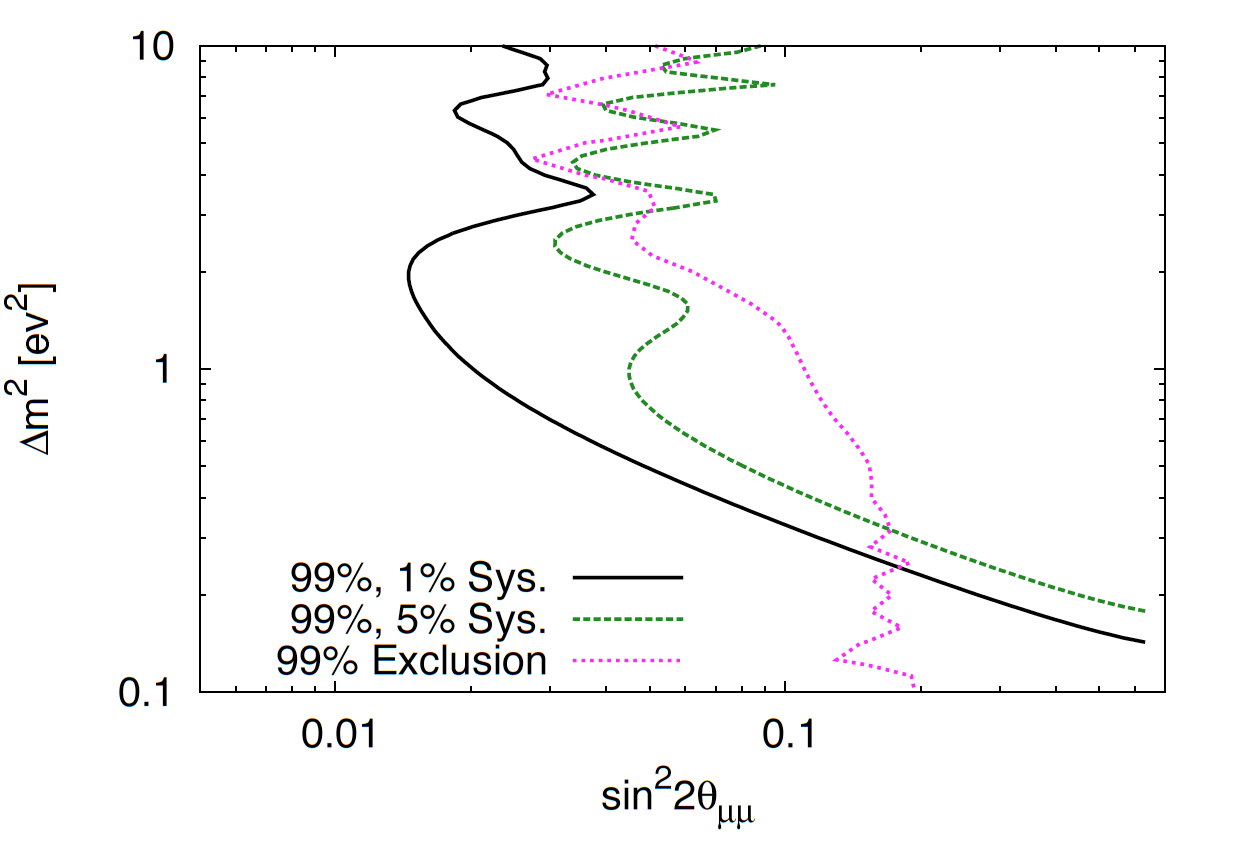 10
1
0.1
Δm² [ev²]
99%, 1% Sys.
99%, 5% Sys.
99% Exclusion
0.01 0.1
sin²2θμμ